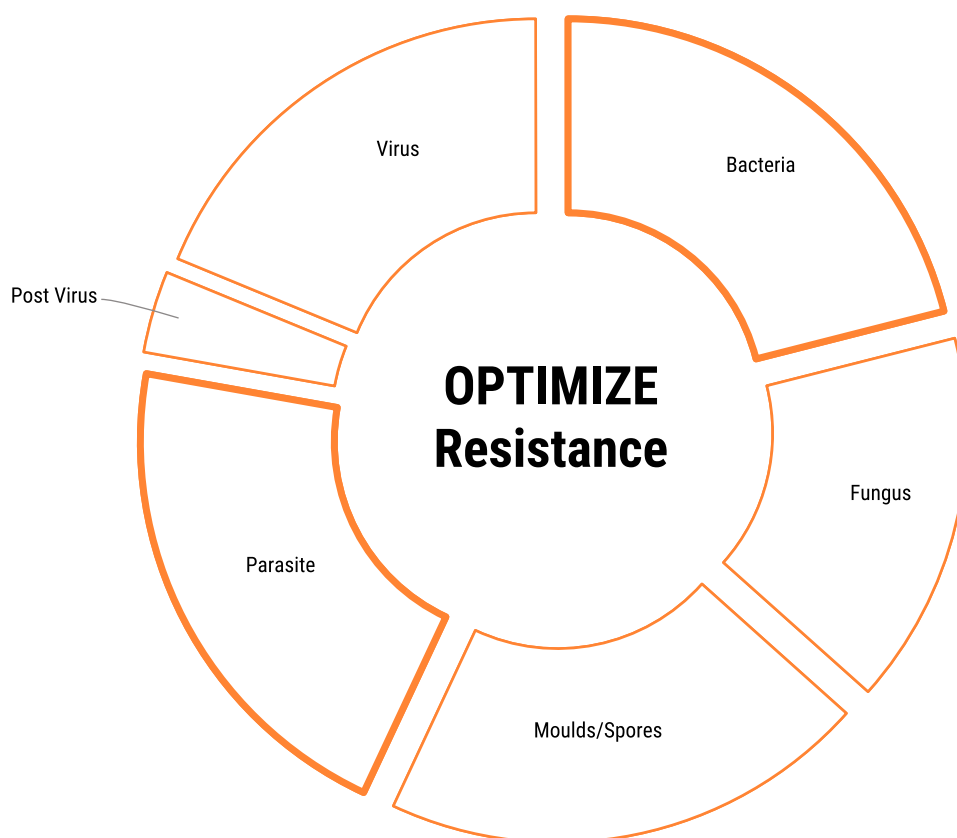 Virus
Bacteria
Post Virus
OPTIMIZE
Resistance
Fungus
Parasite
Moulds/Spores